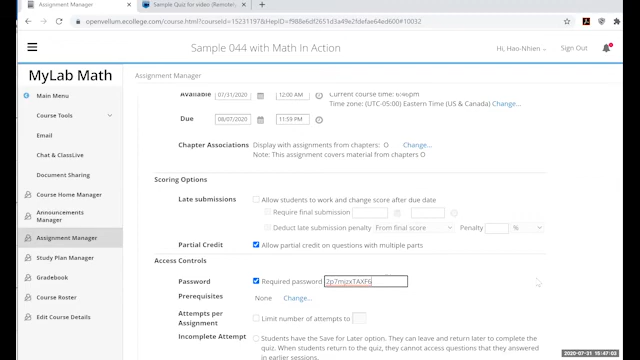 Assignment Manager
Sample Quiz for video (Remotel
openvellum.ecollege.com/course.html?courseId=15231197&HepID=f988e6df2651d3a49e2fdefae64ed600#10032
Sample 044 with Math In Action
Hi, Hao-Nhien
Sign Out
MyLab Math
Assignment Manager
Main Menu
Course Tools
Email
Chat & ClassLive
Document Sharing
Course Home Manager
Announcements
Manager
Assignment Manager
Study Plan Manager
Gradebook
Course Roster
Edit Course Details
Available 07/31/2020 12:00 AM Current course time: 6:46pm
Time zone: (UTC-05:00) Eastern Time (US & Canada) Change...
Due 08/07/2020 11:59 PM
Chapter Associations Display with assignments from chapters: O Change...
Note: This assignment covers material from chapters O
Scoring Options
Late submissions Allow students to work and change score after due date
Require final submission
Deduct late submission penalty From final score Penalty %
Partial Credit Allow partial credit on questions with multiple parts
Access Controls
Password Required password 2p7mjzxTAXF6
Prerequisites None Change...
Attempts per
Assignment Limit number of attempts to
Incomplete Attempt Students have the Save for Later option. They can leave and return later to complete the
quiz. When students return to the quiz, they cannot access questions that they answered
in earlier sessions.
2020-07-31 15:47:03